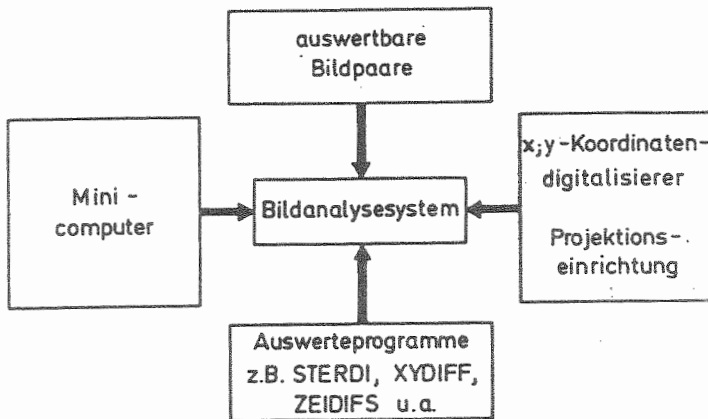 auswertbare
Bildpaare
Mini-
computer
Bildanalysesystem
x;y-Koordinaten-
digitalisierer
Projektions-
einrichtung
Auswerteprogramme
z.B. STERDI, XYDIFF,
ZEIDIFS u.a.